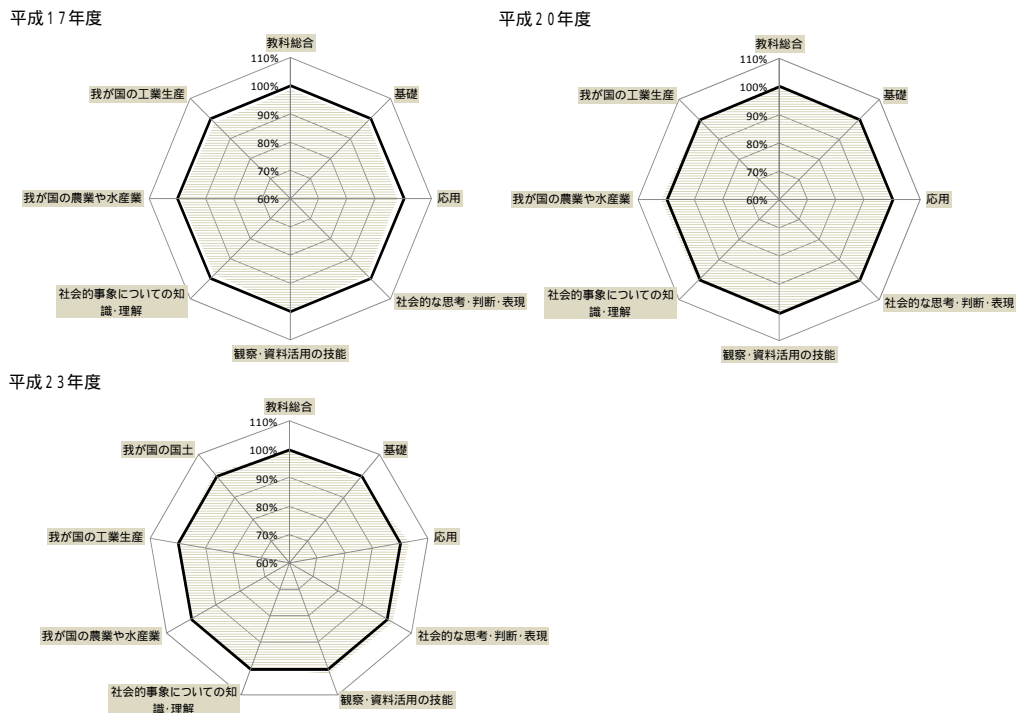 平成17年度
教科総合
110%
100%
90%
80%
70%
60%
基礎
応用
社会的な思考・判断・表現
観察・資料活用の技能
社会的事象についての知
識・理解
我が国の農業や水産業
我が国の工業生産
平成20年度
教科総合
110%
100%
90%
80%
70%
60%
基礎
応用
社会的な思考・判断・表現
観察・資料活用の技能
社会的事象についての知
識・理解
我が国の農業や水産業
我が国の工業生産
平成23年度
教科総合
110%
100%
90%
80%
70%
60%
基礎
応用
社会的な思考・判断・表現
観察・資料活用の技能
社会的事象についての知
識・理解
我が国の農業や水産業
我が国の工業生産
我が国の国土